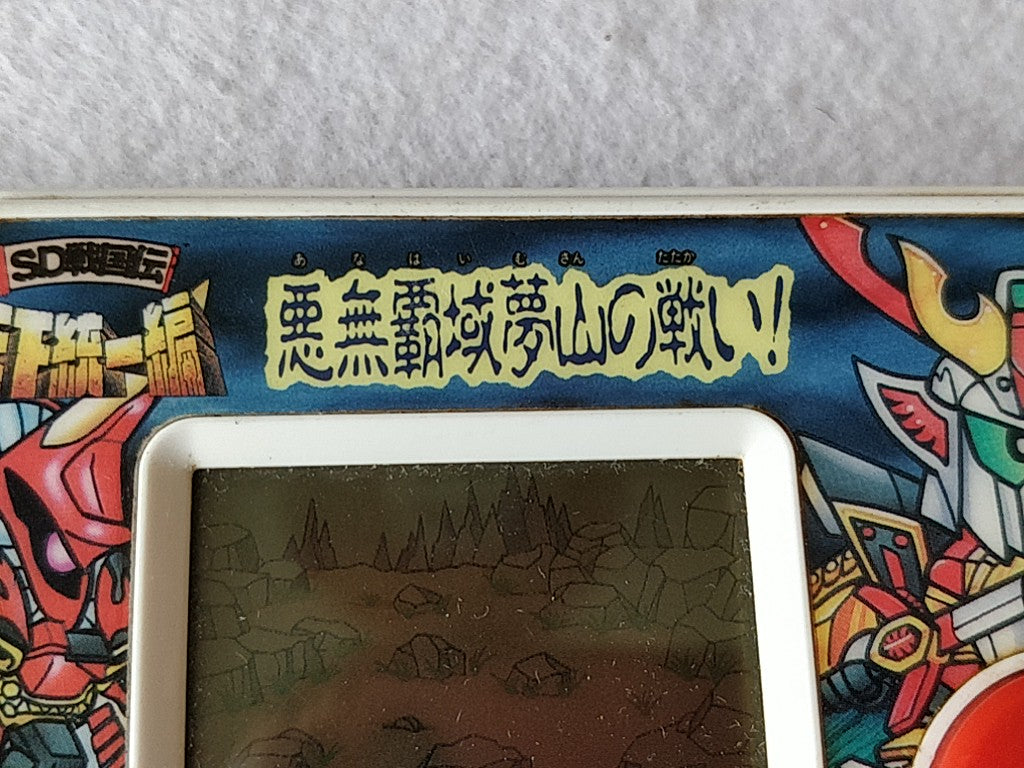 SD戦国伝
下統一編
あなはいむさん たたか
悪無覇域夢山の戦い!